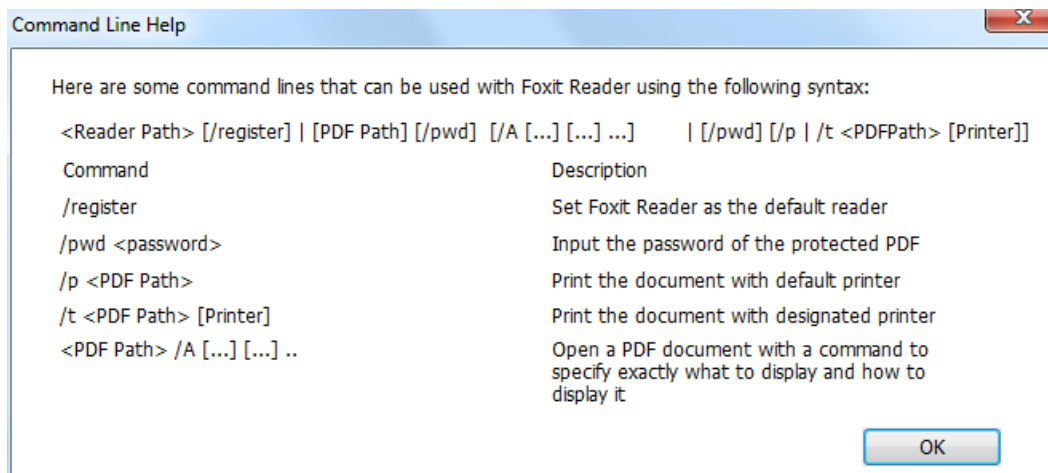 Command Line Help
Here are some command lines that can be used with Foxit Reader using the following syntax:
<Reader Path> [/register] | [PDF Path] [/pwd] [/A [...] [...] ...] | [/pwd] [/p | /t <PDFPath> [Printer]]
Command Description
/register Set Foxit Reader as the default reader
/pwd <password> Input the password of the protected PDF
/p <PDF Path> Print the document with default printer
/t <PDF Path> [Printer] Print the document with designated printer
<PDF Path> /A [...] [...] .. Open a PDF document with a command to
specify exactly what to display and how to
display it
OK